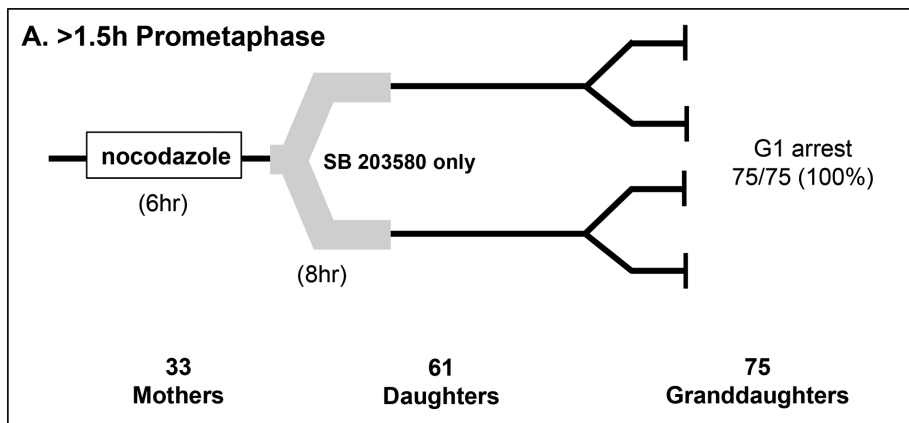 A. >1.5h Prometaphase
nocodazole
(6hr)
SB 203580 only
(8hr)
G1 arrest
75/75 (100%)
33
Mothers
61
Daughters
75
Granddaughters